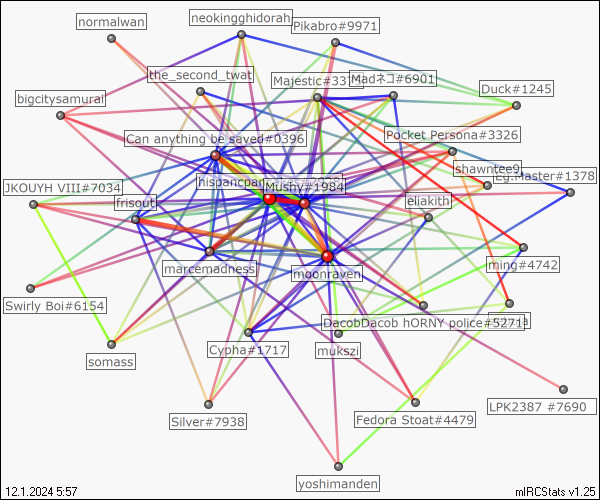 normalwan
neokingghidorah
Pikabro#9971
the_second_twat
Majestic#33
Madネコ#6901
Duck#1245
bigcitysamurai
Can anything be saved#0396
Pocket Persona#3326
shawntee9
Eg.Master#1378
JKOUYH VIII#7034
hispancpan
Mushy#1984
frisout
eliakith
marcemadness
moonraven
ming#4742
Swirly Boi#6154
DacobDacob hORNY police#5271
Cypha#1717
mukszi
somass
LPK2387 #7690
Silver#7938
Fedora Stoat#4479
yoshimanden
12.1.2024 5:57
mIRCStats v1.25